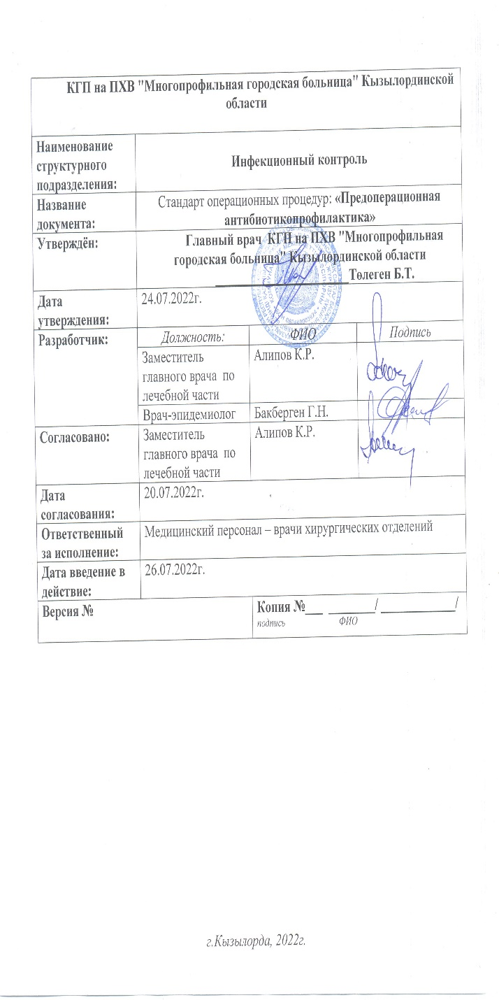 КГП на ПХВ "Многопрофильная городская больница" Кызылординской
области
Наименование
структурного
подразделения:
Инфекционный контроль
Название
документа:
Стандарт операционных процедур: «Предоперационная
антибиотикопрофилактика»
Утверждён:
Главный врач КГП на ПХВ "Многопрофильная
городская больница" Кызылординской области
Төлеген Б.Т.
Дата
утверждения:
24.07.2022г.
Разработчик:
Должность: ФИО Подпись
Заместитель
главного врача по
лечебной части
Алипов К.Р.
Врач-эпидемиолог Бакберген Г.Н.
Согласовано:
Заместитель
главного врача по
лечебной части
Алипов К.Р.
Дата
согласования:
20.07.2022г.
Ответственный
за исполнение:
Медицинский персонал – врачи хирургических отделений
Дата введение в
действие:
26.07.2022г.
Версия №
Копия №___ _______/ ___________/
подпись ФИО
г.Кызылорда, 2022г.